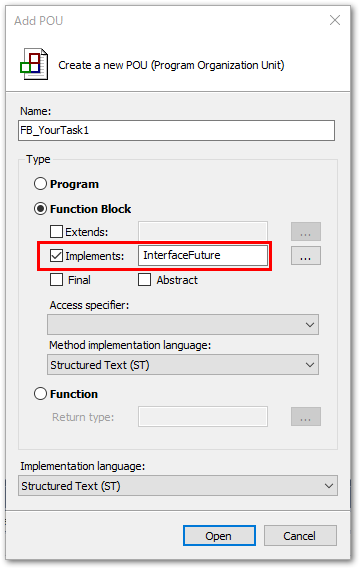 Add POU
Create a new POU (Program Organization Unit)
Name:
FB_YourTask1
Type
Program
Function Block
Extends:
...
Implements:
InterfaceFuture
...
Final
Abstract
Access specifier:
Method implementation language:
Structured Text (ST)
Function
Return type:
...
Implementation language:
Structured Text (ST)
Open
Cancel